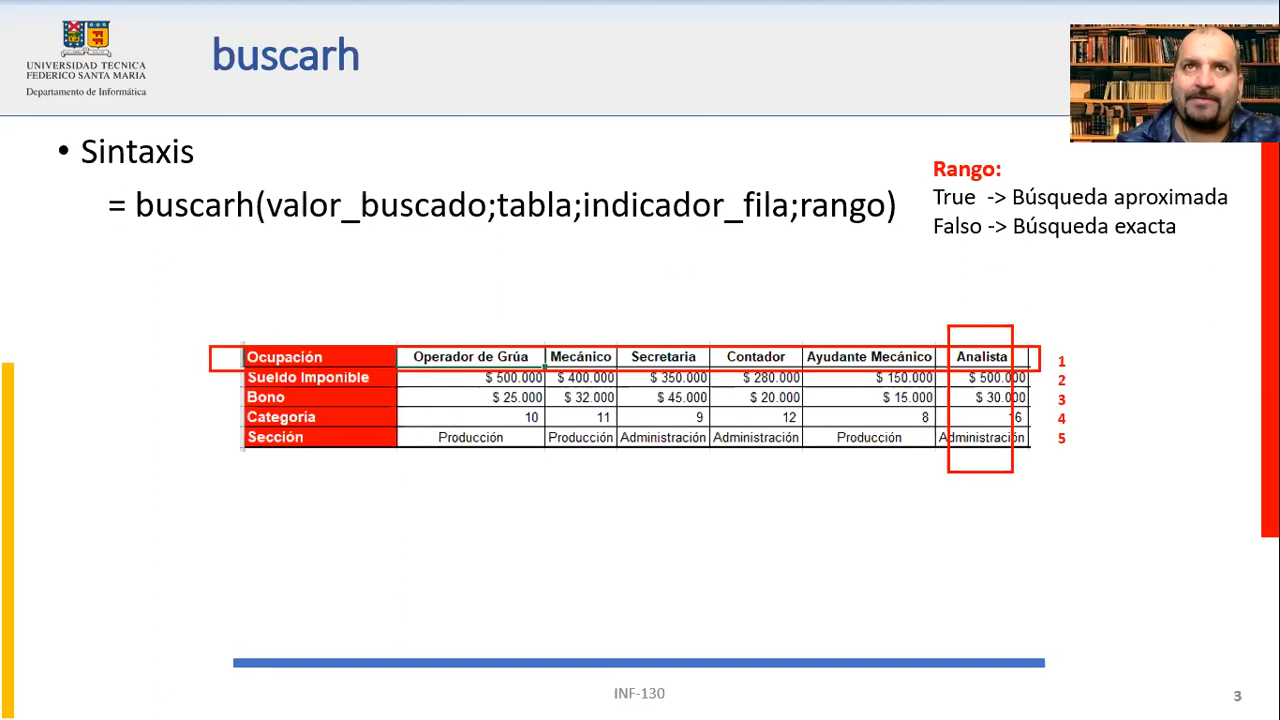 UNIVERSIDAD TECNICA
FEDERICO SANTA MARIA
Departamento de Informática
buscarh
• Sintaxis
= buscarh(valor_buscado;tabla;indicador_fila;rango)
Rango:
True -> Búsqueda aproximada
Falso -> Búsqueda exacta
Ocupación Operador de Grúa Mecánico Secretaria Contador Ayudante Mecánico Analista 1
Sueldo Imponible $ 500.000 $ 400.000 $ 350.000 $ 280.000 $ 150.000 $ 500.000 2
Bono $ 25.000 $ 32.000 $ 45.000 $ 20.000 $ 15.000 $ 30.000 3
Categoría 10 11 9 12 8 16 4
Sección Producción Producción Administración Administración Producción Administración 5
INF-130
3